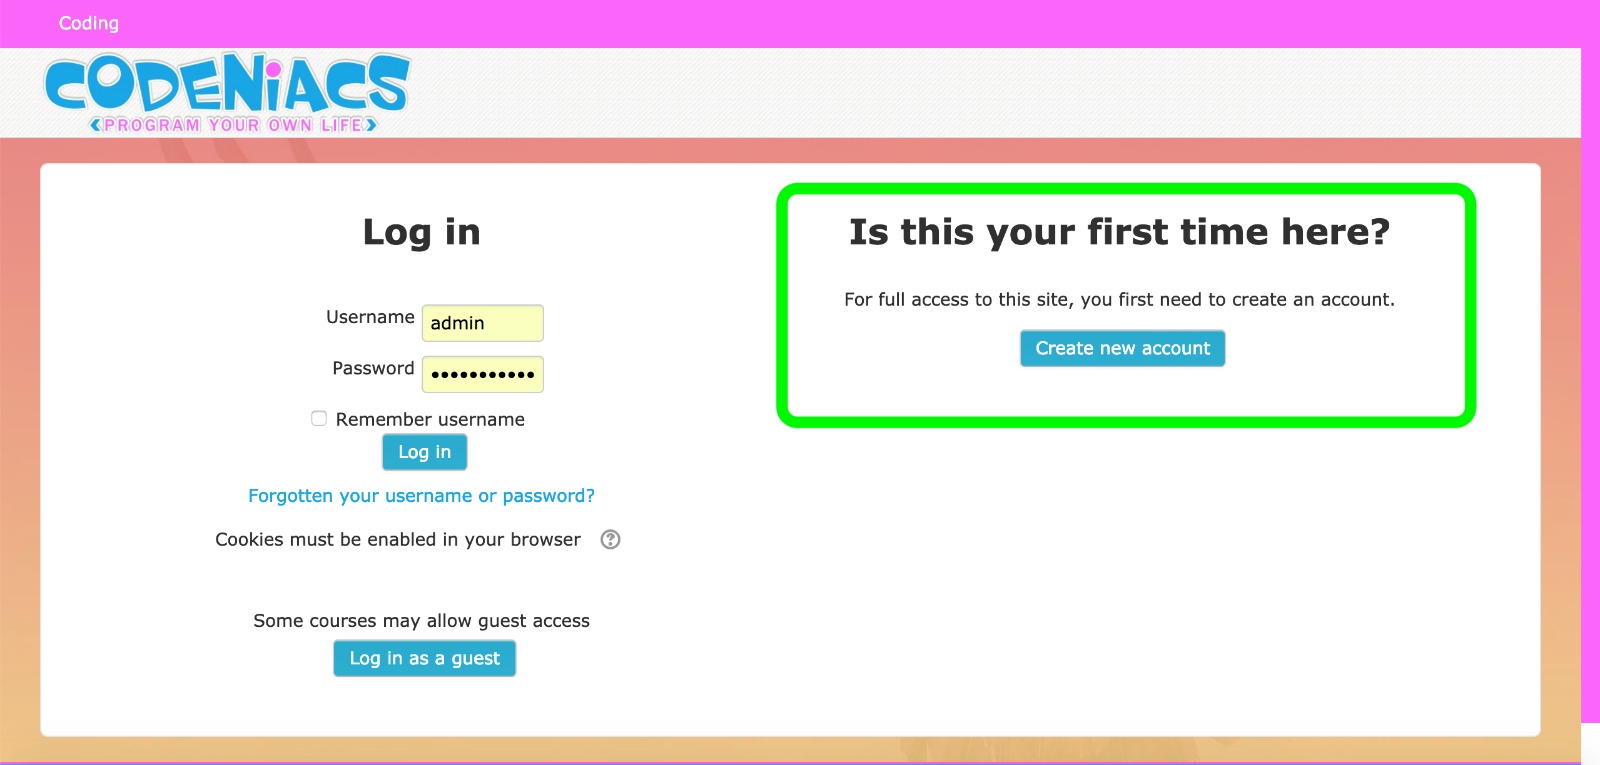 Coding
CODENiACS
PROGRAM YOUR OWN LIFE
Log in
Username admin
Password
Remember username
Log in
Forgotten your username or password?
Cookies must be enabled in your browser
Some courses may allow guest access
Log in as a guest
Is this your first time here?
For full access to this site, you first need to create an account.
Create new account